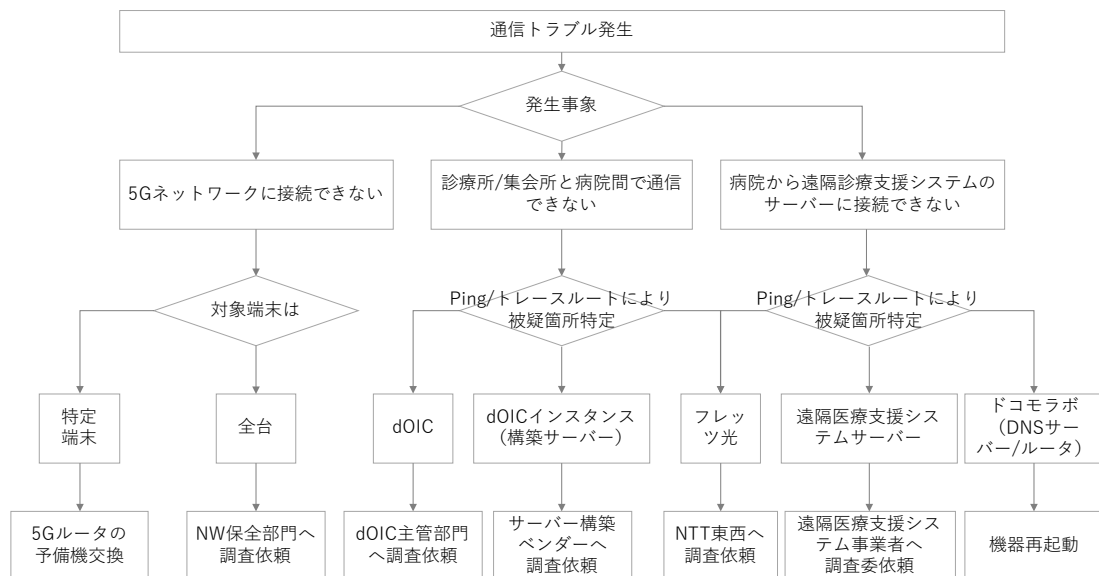 通信トラブル発生
発生事象
5Gネットワークに接続できない
診療所/集会所と病院間で通信
できない
病院から遠隔診療支援システムの
サーバーに接続できない
対象端末は
Ping/トレースルートにより
被疑箇所特定
Ping/トレースルートにより
被疑箇所特定
特定
端末
全台
dOIC
dOICインスタンス
（構築サーバー）
フレッ
ツ光
遠隔医療支援シス
テムサーバー
ドコモラボ
（DNSサー
バー/ルータ）
5Gルータの
予備機交換
NW保全部門へ
調査依頼
dOIC主管部門
へ調査依頼
サーバー構築
ベンダーへ
調査依頼
NTT東西へ
調査依頼
遠隔医療支援シス
テム事業者へ
調査委依頼
機器再起動